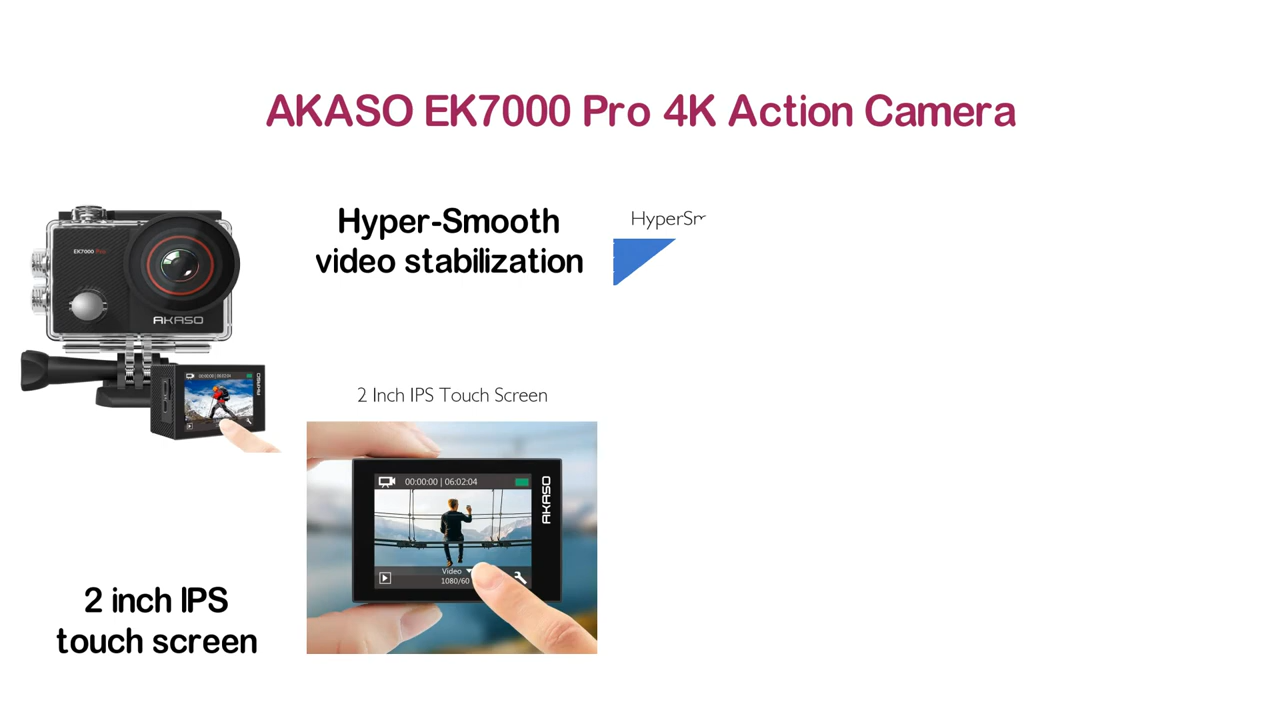 AKASO EK7000 Pro 4K Action Camera
Hyper-Smooth
video stabilization
EK7000 Pro
AKASO
AKASO
2 Inch IPS Touch Screen
00:00:00 | 06:02:04
AKASO
Video
1080/60
2 inch IPS
touch screen